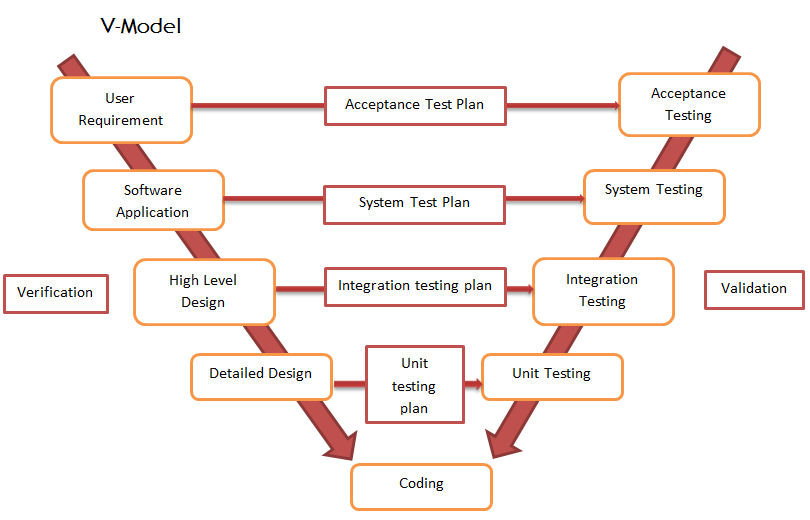 V-Model
User
Requirement
Acceptance Test Plan
Acceptance
Testing
Software
Application
System Test Plan
System Testing
Verification
High Level
Design
Integration testing plan
Integration
Testing
Validation
Detailed Design
Unit
testing
plan
Unit Testing
Coding